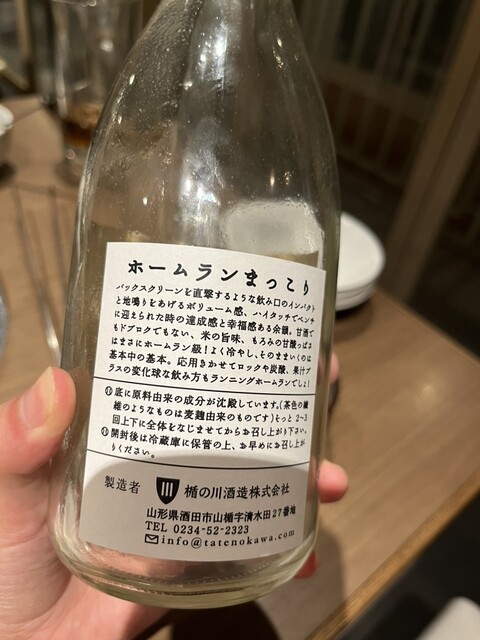 ホームランまっこり
バックスクリーンを直撃するような飲み口のインパクト
と地鳴りをあげるボリューム感、ハイタッチでベンチ
に迎えられた時の達成感と幸福感ある余韻。甘酒で
もドブロクでもない、米の旨味、もろみの甘酸っぱさ
はまさにホームラン級！よく冷やし、そのままいくのは
基本中の基本。応用きかせてロックや炭酸、果汁プ
ラスの変化球な飲み方もランニングホームランでしょ！
底に原料由来の成分が沈殿しています。(茶色の繊
維のようなものは麦麹由来のものです)そっと2〜3
回上下に全体をなじませてからお召し上がり下さい。
開封後は冷蔵庫に保管の上、お早めにお召し上が
りください。
製造者 楯の川酒造株式会社
山形県酒田市山楯字清水田27番地
TEL 0234-52-2323
info@tatenokawa.com